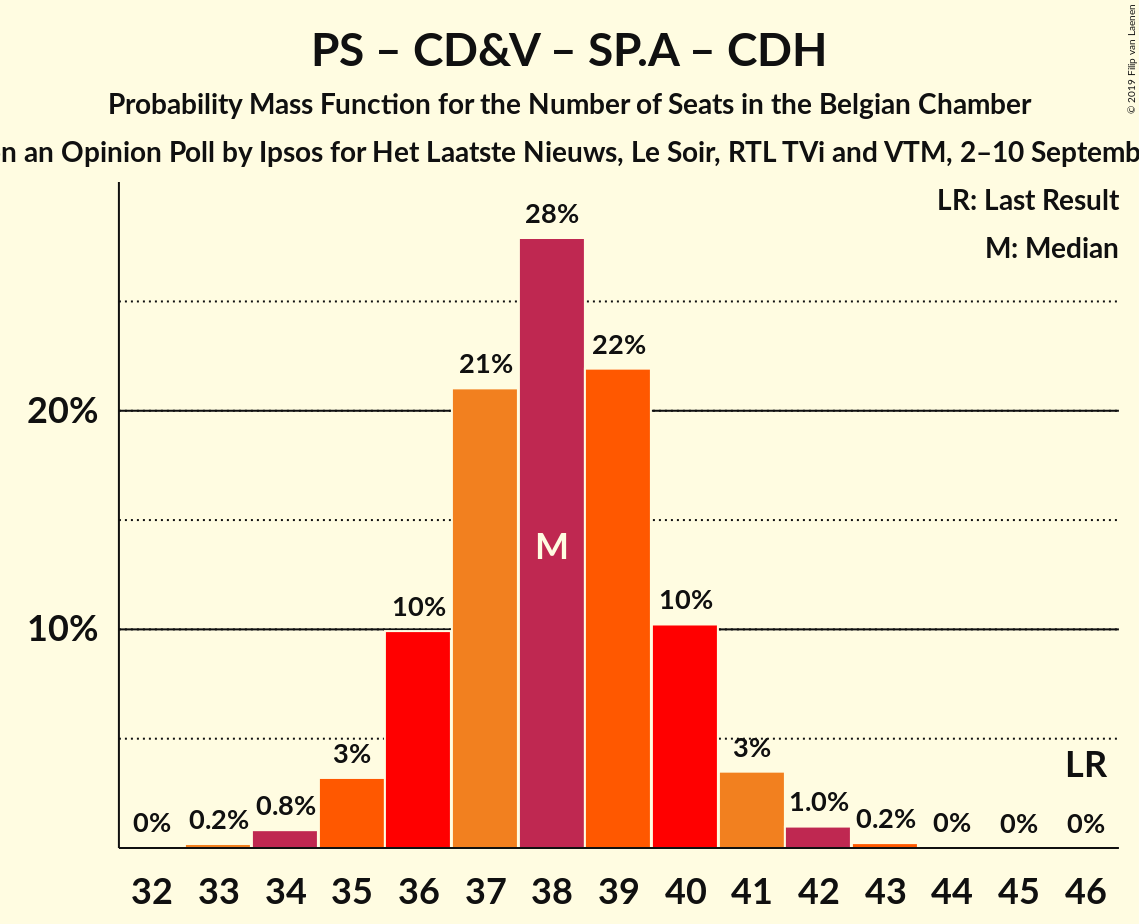 PS – CD&V – SP.A – CDH
Probability Mass Function for the Number of Seats in the Belgian Chamber
an Opinion Poll by Ipsos for Het Laatste Nieuws, Le Soir, RTL TVi and VTM, 2–10
© 2019 Filip van Laenen
LR: Last Result
M: Median
28%
22%
21%
20%
M
10%
10%
10%
3%
3%
LR
0%
0.2%
0.8%
1.0%
0.2%
0%
0%
0%
32 33 34 35 36 37 38 39 40 41 42 43 44 45 46